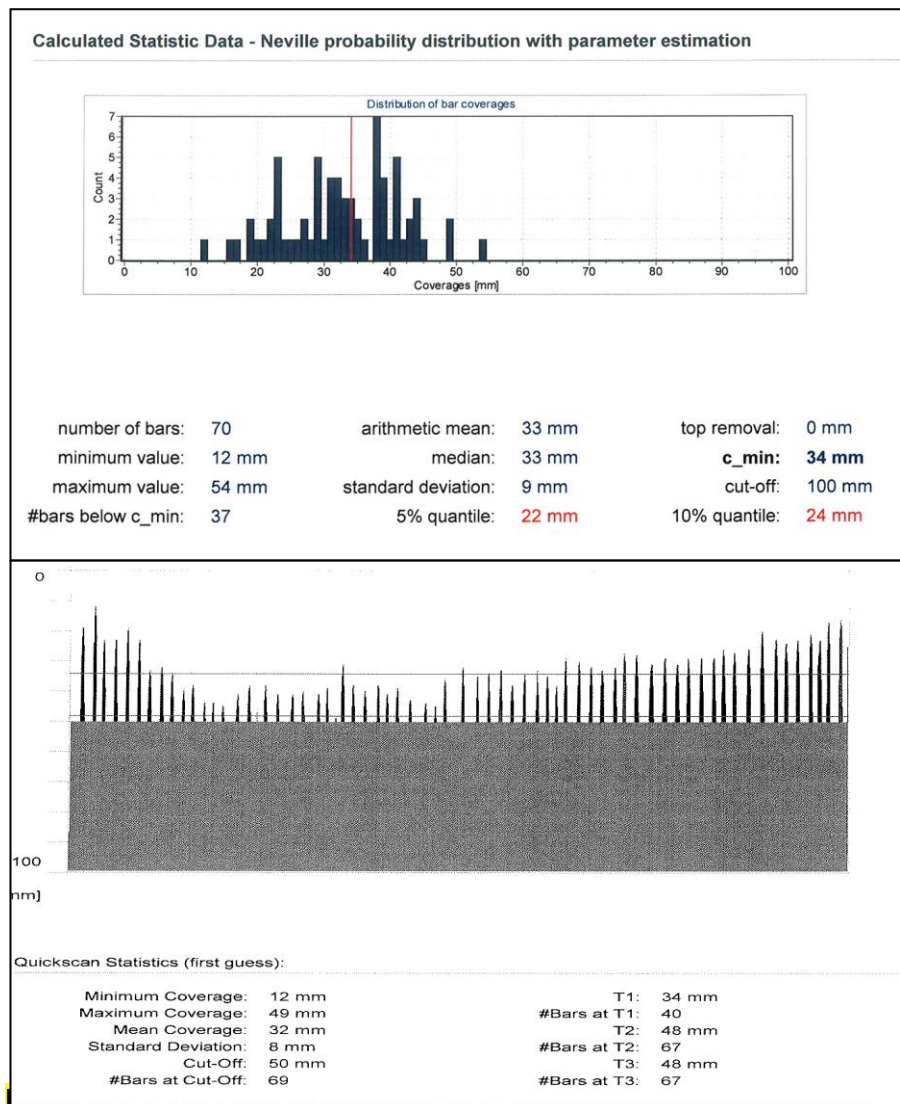 Calculated Statistic Data - Neville probability distribution with parameter estimation
Distribution of bar coverages
7
6
5
4
3
2
1
0
Count
0 10 20 30 40 50 60 70 80 90 100
Coverages [mm]
number of bars: 70 arithmetic mean: 33 mm top removal: 0 mm
minimum value: 12 mm median: 33 mm c_min: 34 mm
maximum value: 54 mm standard deviation: 9 mm cut-off: 100 mm
#bars below c_min: 37 5% quantile: 22 mm 10% quantile: 24 mm
0
100
nm]
Quickscan Statistics (first guess):
Minimum Coverage: 12 mm T1: 34 mm
Maximum Coverage: 49 mm #Bars at T1: 40
Mean Coverage: 32 mm T2: 48 mm
Standard Deviation: 8 mm #Bars at T2: 67
Cut-Off: 50 mm T3: 48 mm
#Bars at Cut-Off: 69 #Bars at T3: 67